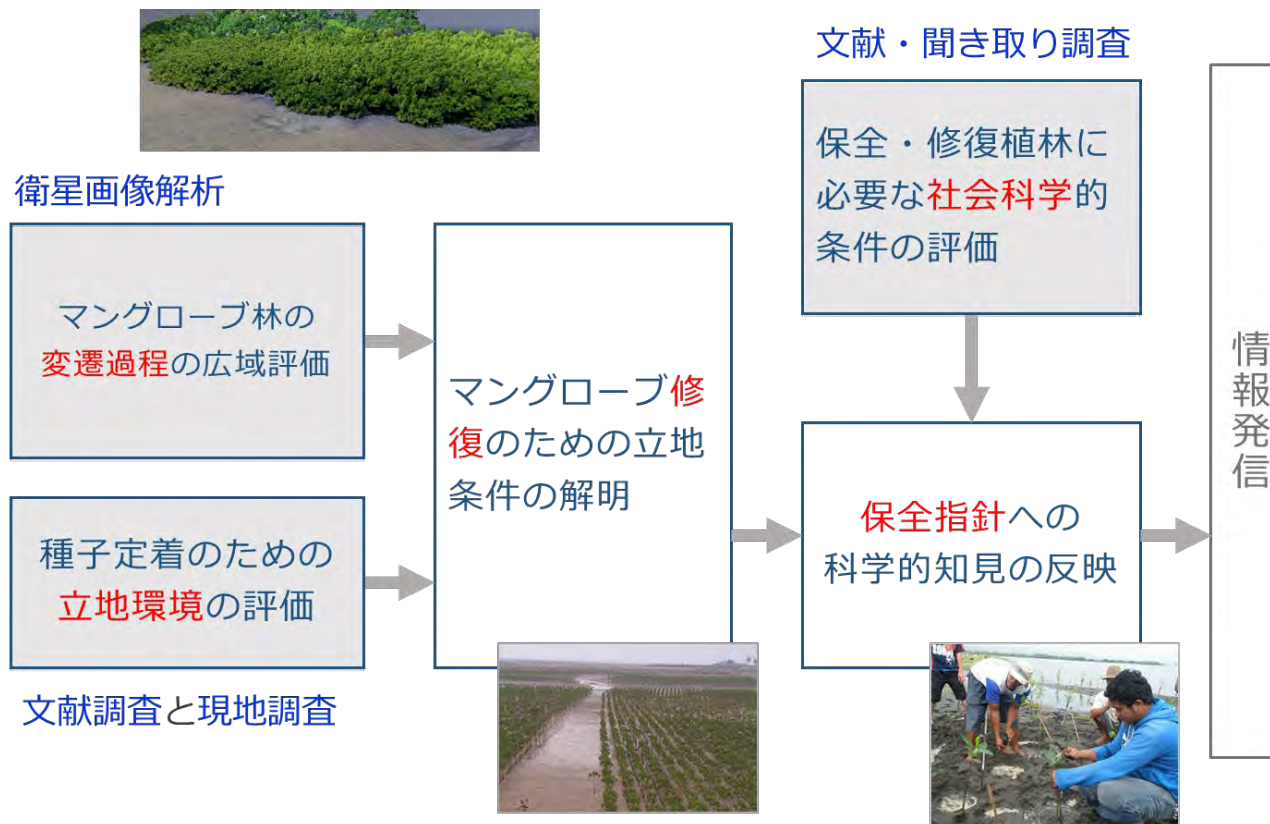 衛星画像解析
マングローブ林の
変遷過程の広域評価
種子定着のための
立地環境の評価
文献調査と現地調査
マングローブ修
復のための立地
条件の解明
文献・聞き取り調査
保全・修復植林に
必要な社会科学的
条件の評価
保全指針への
科学的知見の反映
情報発信